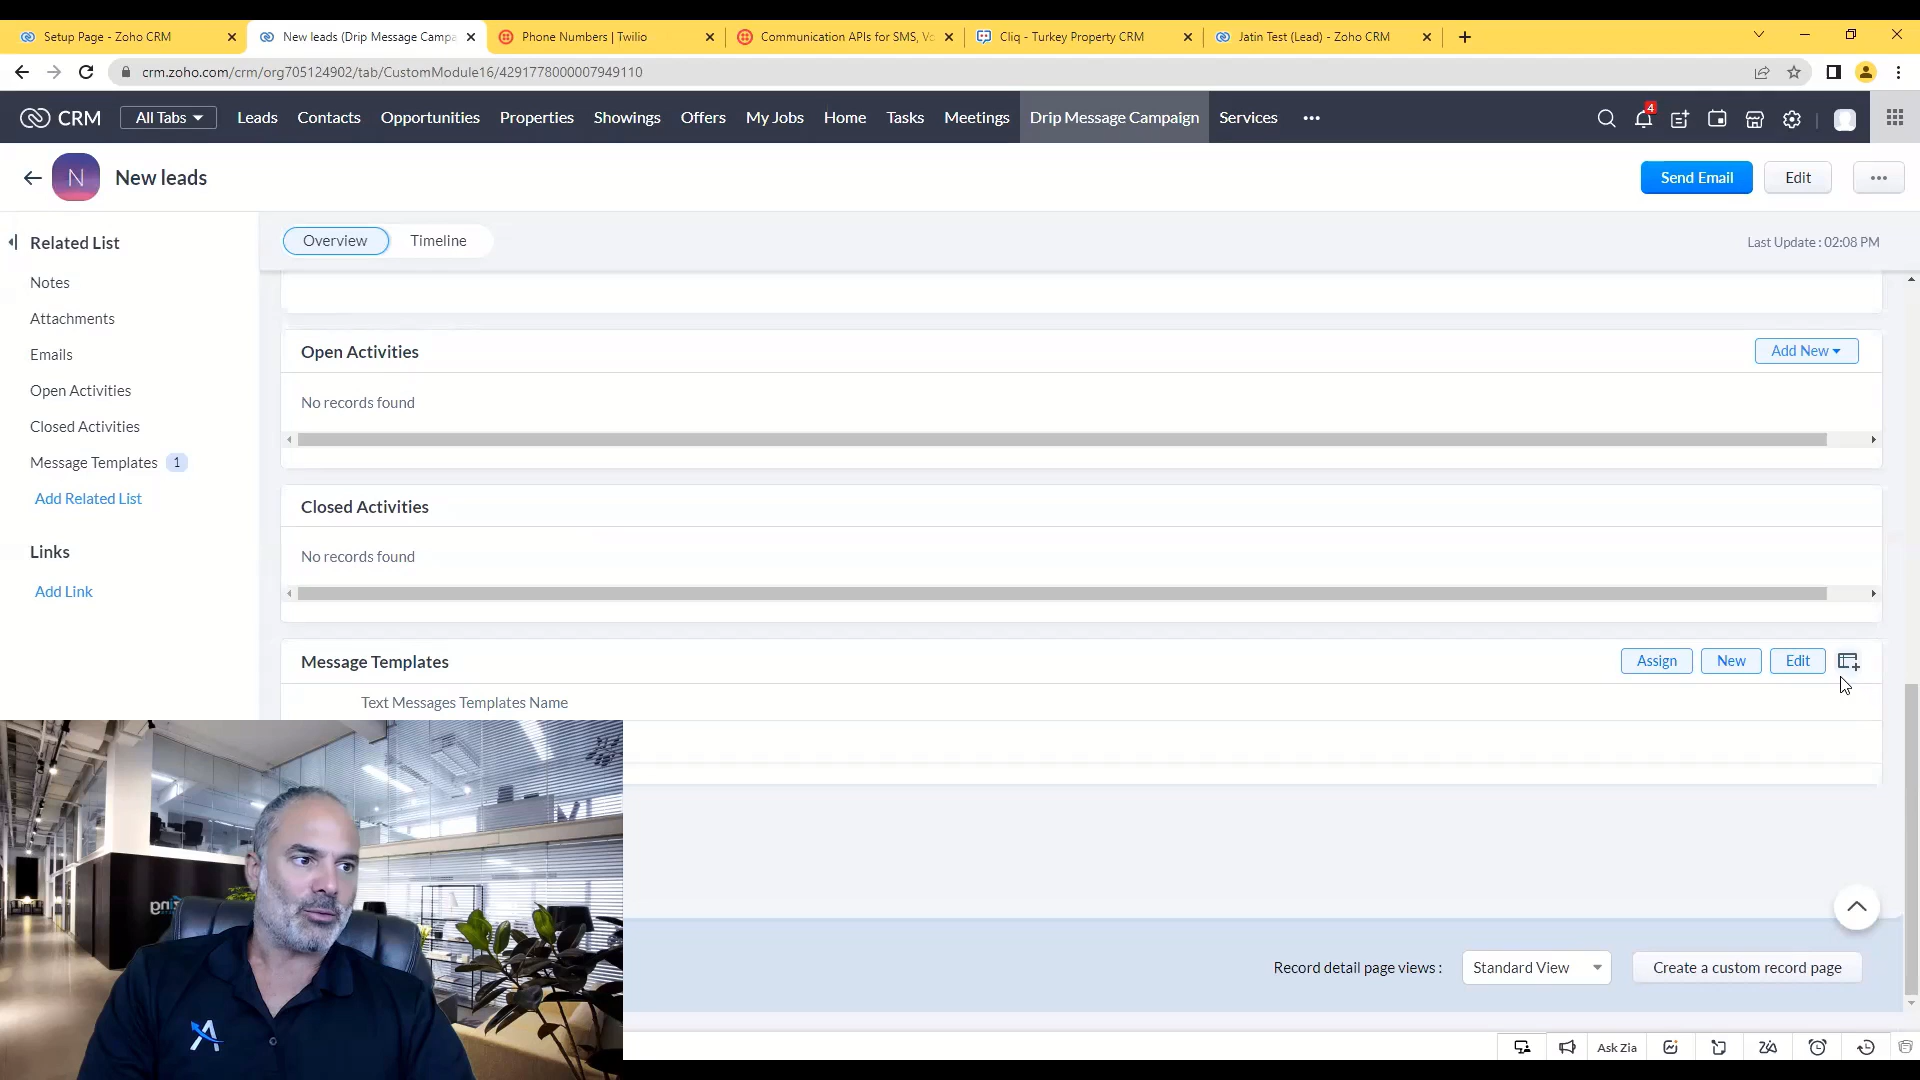 Setup Page - Zoho CRM
New leads (Drip Message Campa
Phone Numbers | Twilio
Communication APIs for SMS, Vo
Cliq - Turkey Property CRM
Jatin Test (Lead) - Zoho CRM
crm.zoho.com/crm/org705124902/tab/CustomModule16/4291778000007949110
CRM
All Tabs
Leads
Contacts
Opportunities
Properties
Showings
Offers
My Jobs
Home
Tasks
Meetings
Drip Message Campaign
Services
4
N
New leads
Send Email
Edit
Related List
Overview
Timeline
Last Update : 02:08 PM
Notes
Attachments
Emails
Open Activities
Closed Activities
Message Templates 1
Add Related List
Links
Add Link
Open Activities
Add New
No records found
Closed Activities
No records found
Message Templates
Assign
New
Edit
Text Messages Templates Name
Record detail page views :
Standard View
Create a custom record page
Ask Zia